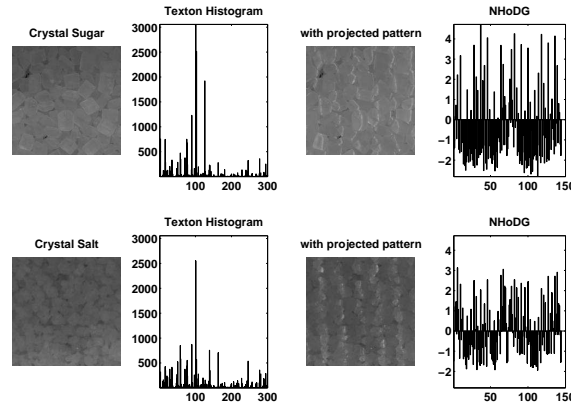 Crystal Sugar
Texton Histogram
3000
2500
2000
1500
1000
500
100 200 300
with projected pattern
NHoDG
4
3
2
1
0
−1
−2
50 100 150
Crystal Salt
Texton Histogram
3000
2500
2000
1500
1000
500
100 200 300
with projected pattern
NHoDG
4
3
2
1
0
−1
−2
50 100 150